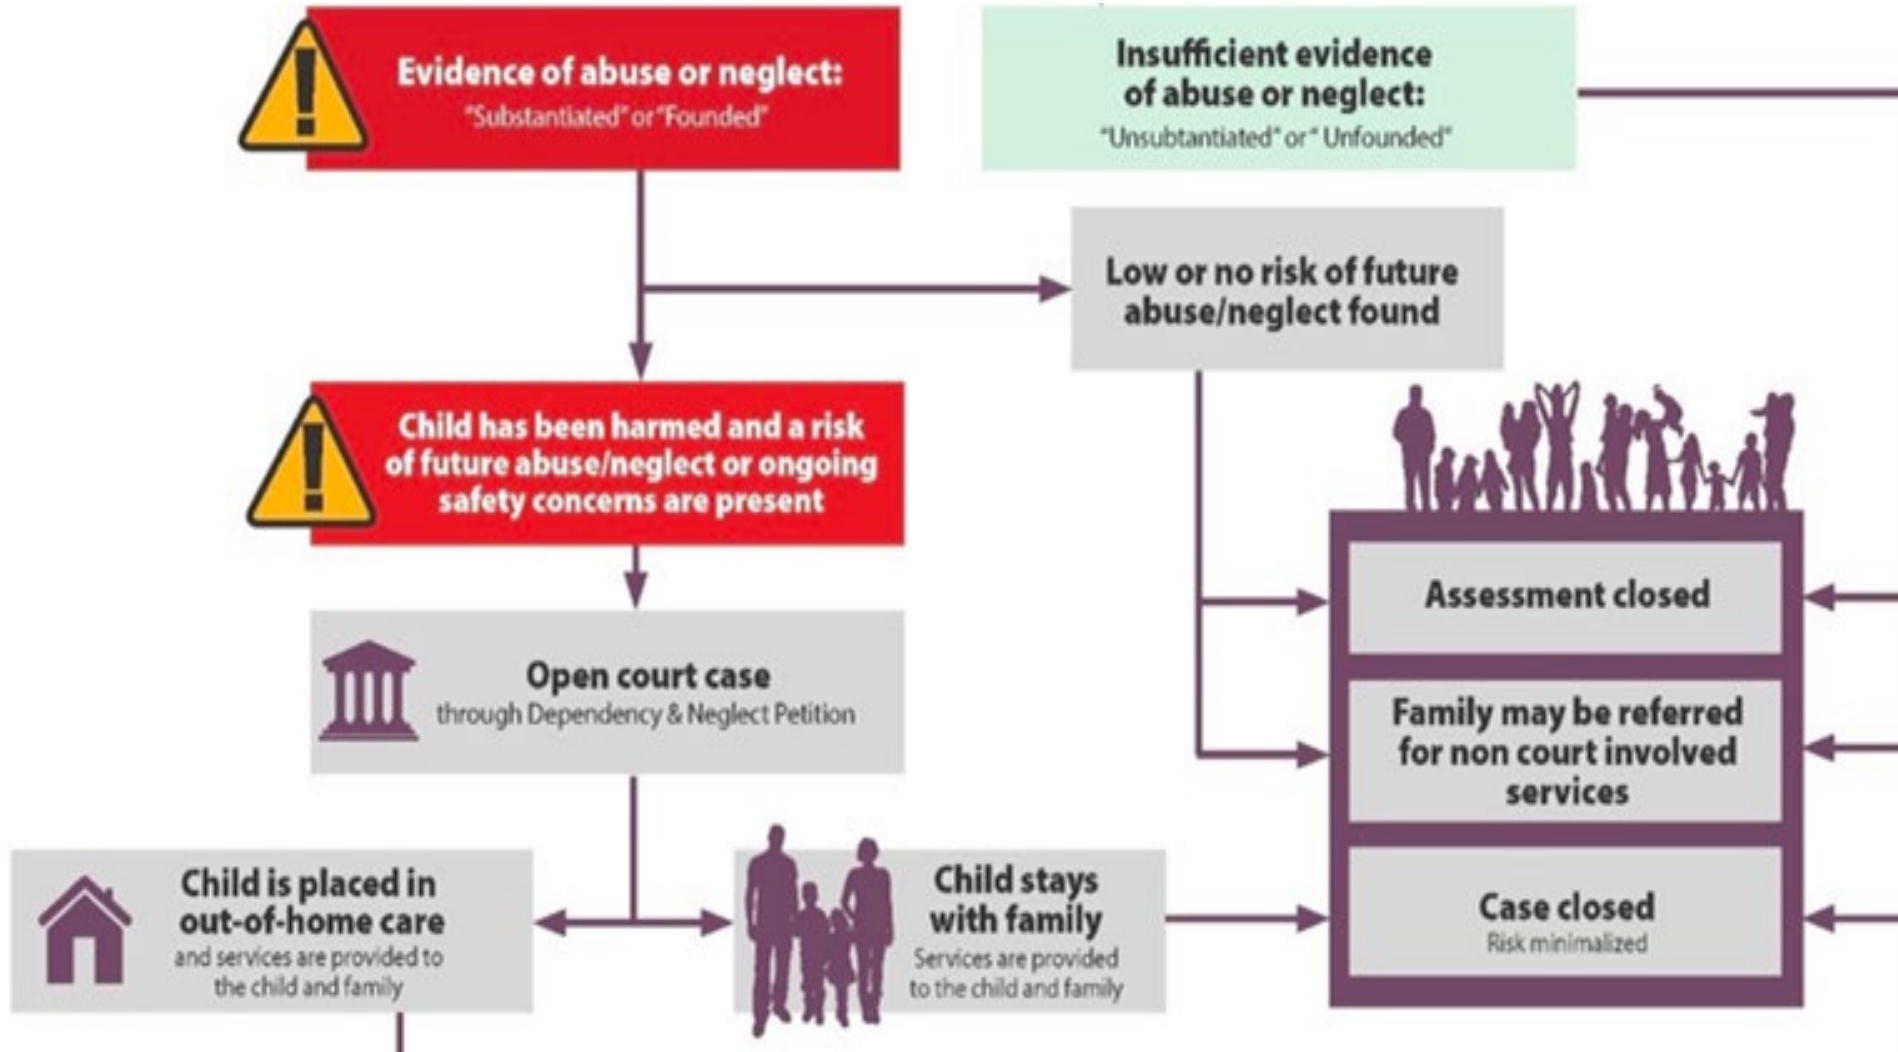 Evidence of abuse or neglect:
"Substantiated" or "Founded"
Insufficient evidence
of abuse or neglect:
"Unsubtantiated" or " Unfounded"
Low or no risk of future
abuse/neglect found
Child has been harmed and a risk
of future abuse/neglect or ongoing
safety concerns are present
Assessment closed
Open court case
through Dependency & Neglect Petition
Family may be referred
for non court involved
services
Child is placed in
out-of-home care
and services are provided to
the child and family
Child stays
with family
Services are provided
to the child and family
Case closed
Risk minimalized